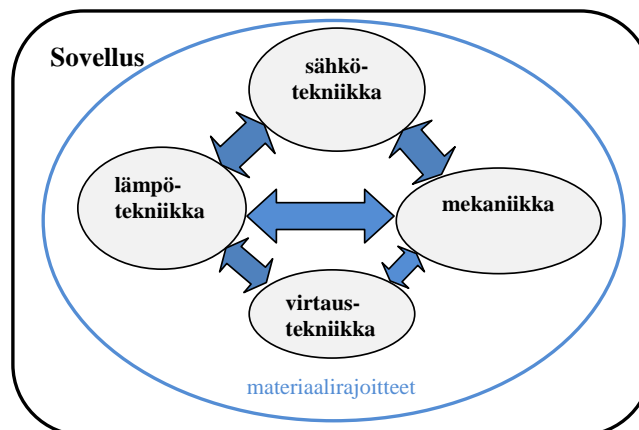 Sovellus
sähkö-
tekniikka
lämpö-
tekniikka
mekaniikka
virtaus-
tekniikka
materiaalirajoitteet